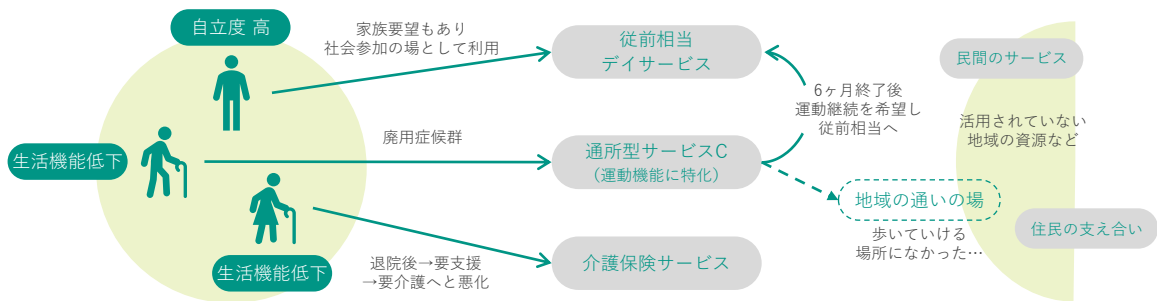 自立度 高
家族要望もあり
社会参加の場として利用
従前相当
デイサービス
民間のサービス
6ヶ月終了後
運動継続を希望し
従前相当へ
活用されていない
地域の資源など
生活機能低下
廃用症候群
通所型サービスC
（運動機能に特化）
地域の通いの場
歩いていける
場所になかった…
住民の支え合い
生活機能低下
退院後→要支援
→要介護へと悪化
介護保険サービス